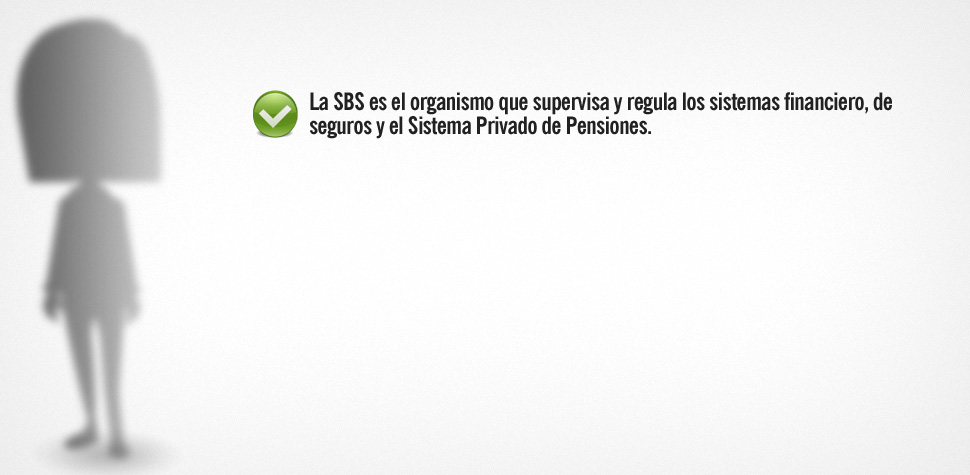 La SBS es el organismo que supervisa y regula los sistemas financiero, de
seguros y el Sistema Privado de Pensiones.